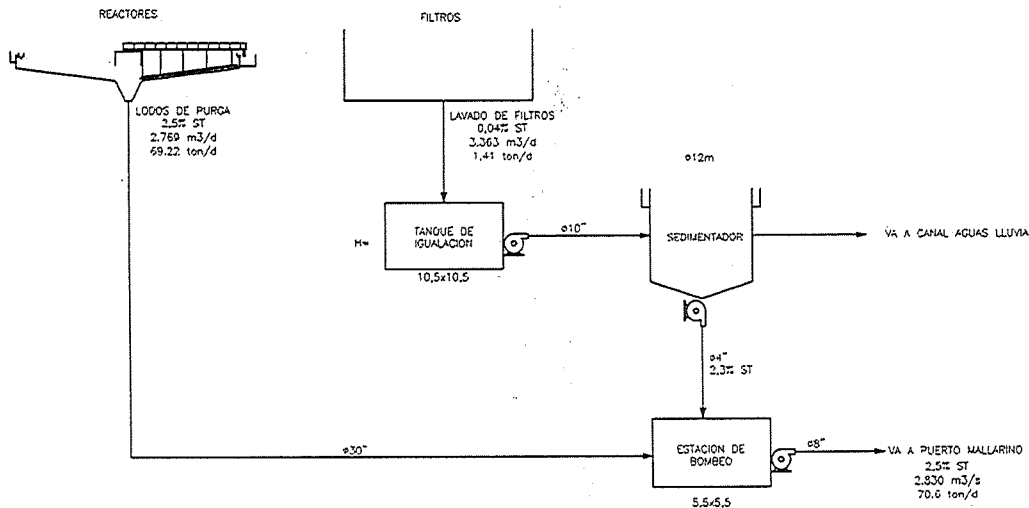 REACTORES
FILTROS
LODOS DE PURGA
2.5% ST
2.769 m3/d
69.22 ton/d
LAVADO DE FILTROS
0.04% ST
3.363 m3/d
1.41 ton/d
ø12m
TANQUE DE
IGUALACION
10.5x10.5
ø10"
SEDIMENTADOR
VA A CANAL AGUAS LLUVIA
ø4"
2.3% ST
ø30"
ESTACION DE
BOMBEO
5.5x5.5
ø8"
VA A PUERTO MALLARINO
2.5% ST
2.830 m3/s
70.6 ton/d